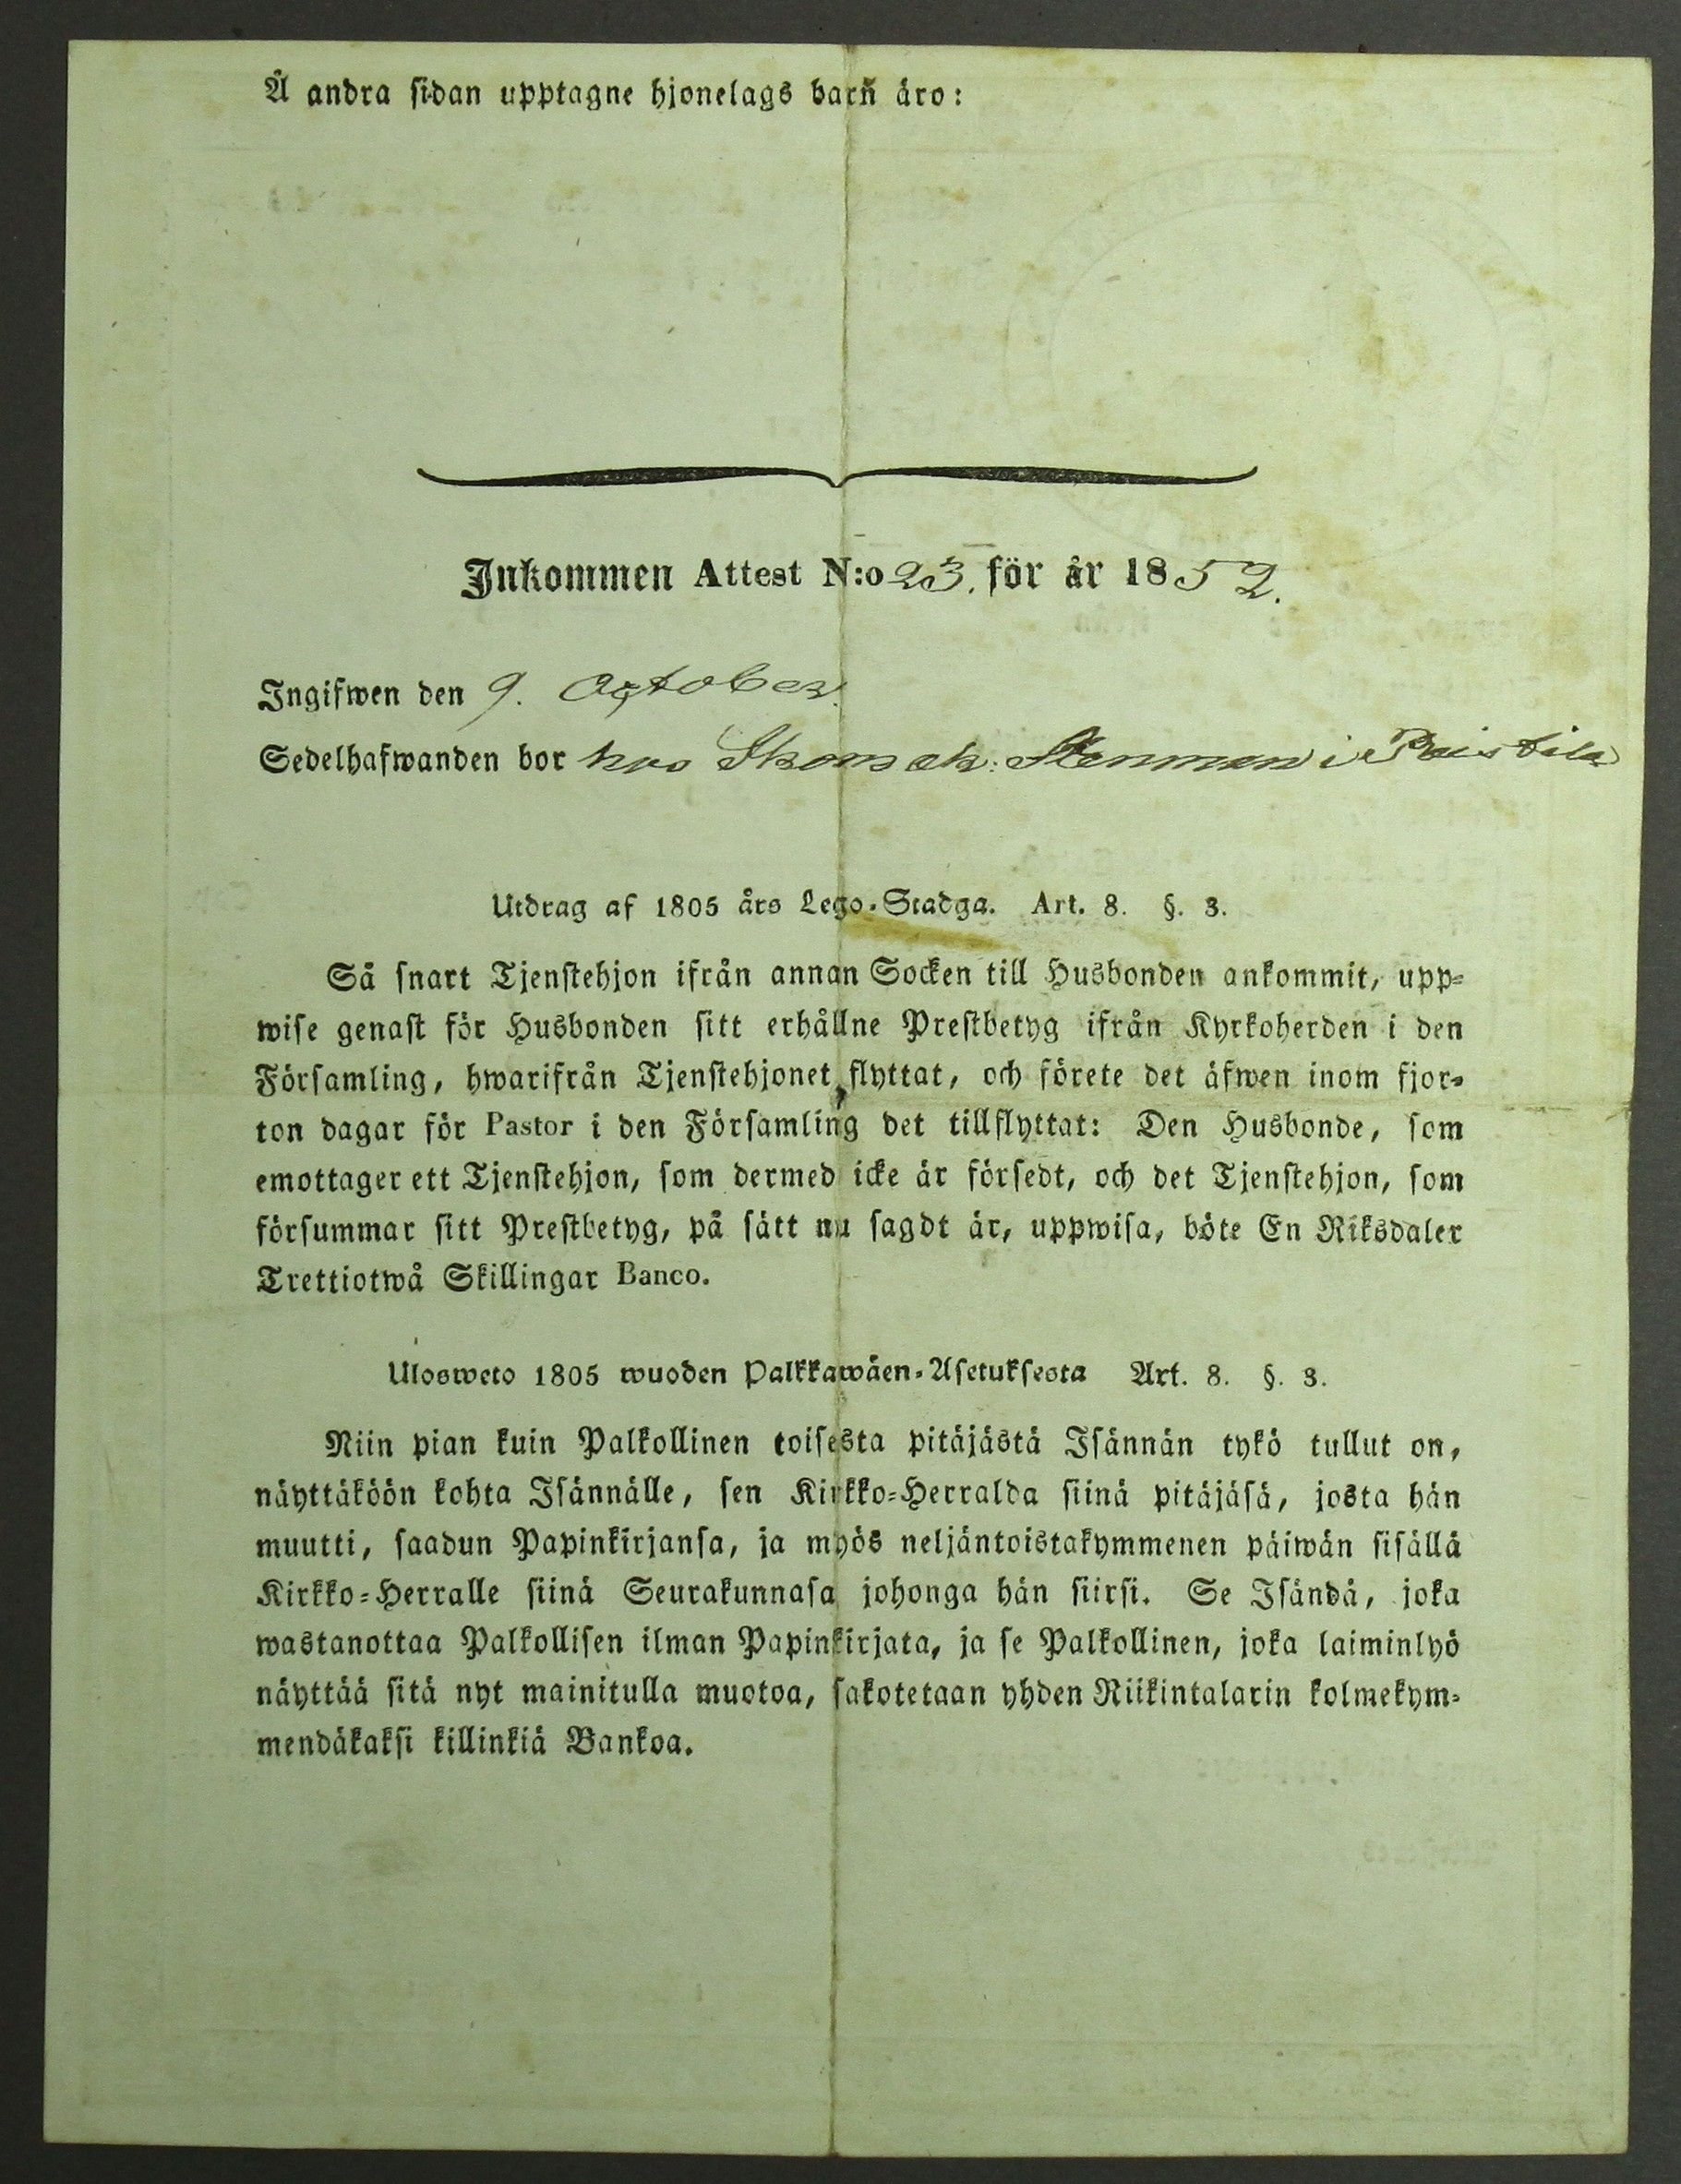 Å andra sidan upptagne hjonelags barn äro:
Inkommen Attest N:o 23. för år 1852.
Ingifwen den 9. October.
Sedelhafwanden bor hos Skomak: Stenman i Peistila
Utdrag af 1805 års Lego-Stadga. Art. 8. §. 3.
Så snart Tjenstehjon ifrån annan Socken till Husbonden ankommit, upp-
wise genast för Husbonden sitt erhållne Prestbetyg ifrån Kyrkoherden i den
Församling, hwarifrån Tjenstehjonet flyttat, och förete det äfwen inom fjor-
ton dagar för Pastor i den Församling det tillflyttat: Den Husbonde, som
emottager ett Tjenstehjon, som dermed icke är försedt, och det Tjenstehjon, som
försummar sitt Prestbetyg, på sätt nu sagdt är, uppwisa, böte En Riksdaler
Trettiotwå Skillingar Banco.
Ulosweto 1805 wuoden Palkkawäen-Asetuksesta Art. 8. §. 3.
Niin pian kuin Palkollinen toisesta pitäjästä Isännän tykö tullut on,
näyttäköön kohta Isännälle, sen Kirkko-Herralda siinä pitäjäsä, josta hän
muutti, saadun Papinkirjansa, ja myös neljäntoistakymmenen päiwän sisällä
Kirkko-Herralle siinä Seurakunnasa johonga hän siirsi. Se Isändä, joka
wastanottaa Palkollisen ilman Papinkirjata, ja se Palkollinen, joka laiminlyö
näyttää sitä nyt mainitulla muotoa, sakotetaan yhden Riikintalarin kolmekym-
mendäkaksi killinkiä Bankoa.